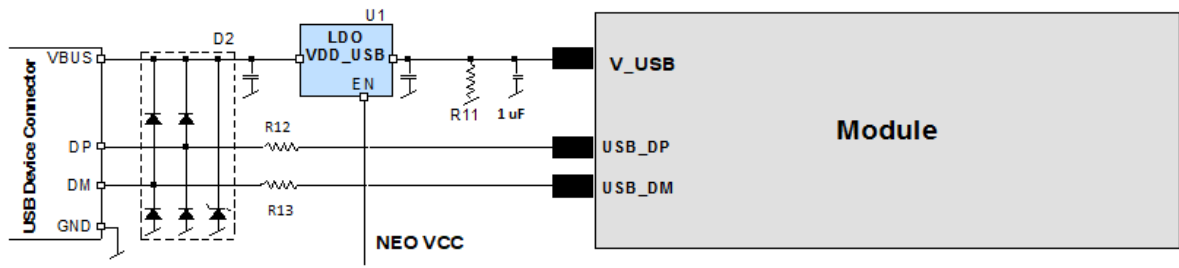 U1
D2
LDO
VDD_USB
VBUS
EN
V_USB
R11
1 uF
USB Device Connector
Module
R12
DP
USB_DP
DM
USB_DM
R13
GND
NEO VCC